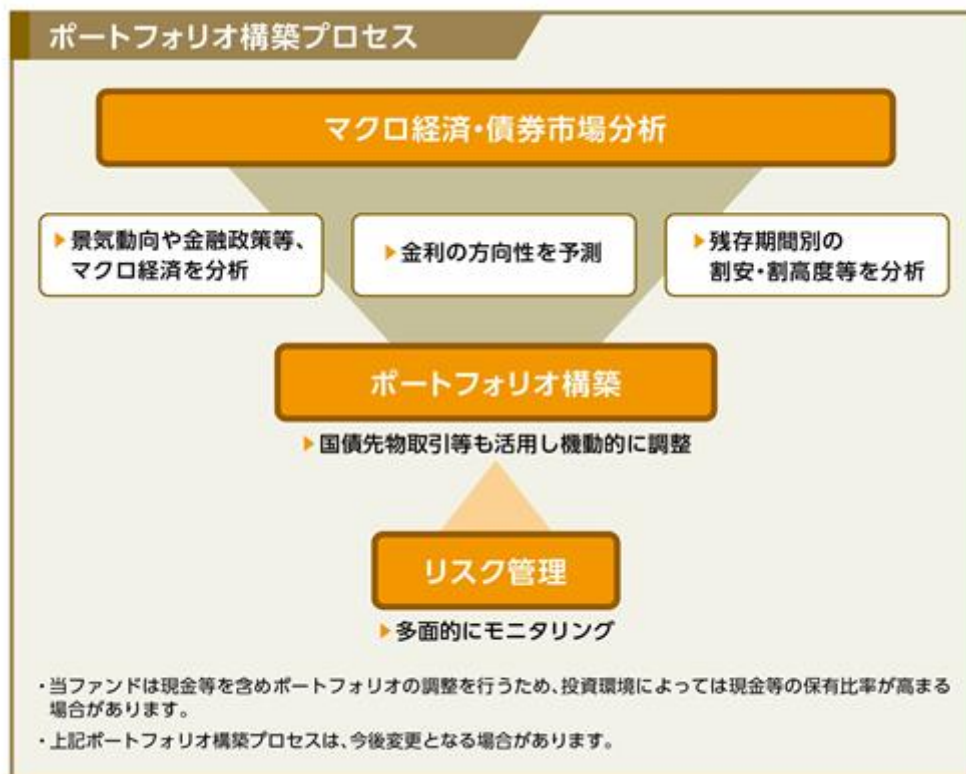 ポートフォリオ構築プロセス
マクロ経済・債券市場分析
▶景気動向や金融政策等、
マクロ経済を分析
▶金利の方向性を予測
▶残存期間別の
割安・割高度等を分析
ポートフォリオ構築
▶国債先物取引等も活用し機動的に調整
リスク管理
▶多面的にモニタリング
・当ファンドは現金等を含めポートフォリオの調整を行うため、投資環境によっては現金等の保有比率が高まる
場合があります。
・上記ポートフォリオ構築プロセスは、今後変更となる場合があります。